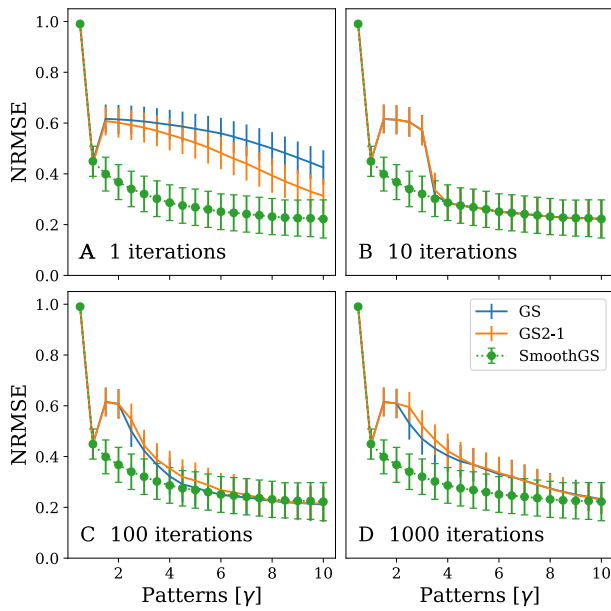 NRMSE
1.0
0.8
0.6
0.4
0.2
0.0
A 1 iterations
B 10 iterations
NRMSE
1.0
0.8
0.6
0.4
0.2
0.0
GS
GS2-1
SmoothGS
C 100 iterations
D 1000 iterations
2 4 6 8 10
2 4 6 8 10
Patterns [γ]
Patterns [γ]